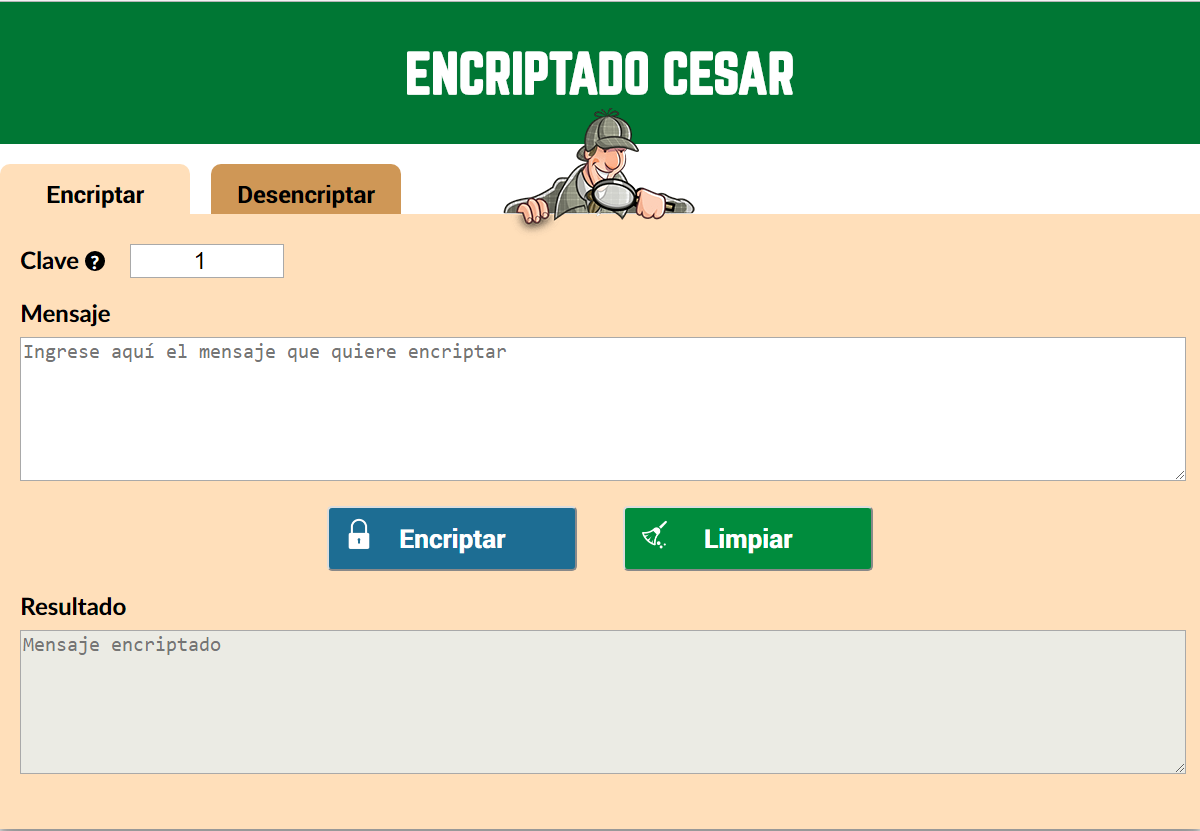 ENCRIPTADO CESAR
Encriptar
Desencriptar
Clave ?
1
Mensaje
Ingrese aquí el mensaje que quiere encriptar
Encriptar
Limpiar
Resultado
Mensaje encriptado